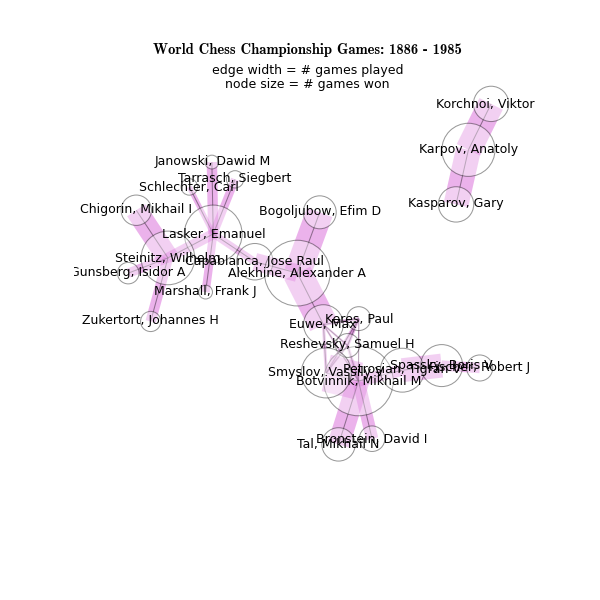 World Chess Championship Games: 1886 - 1985
edge width = # games played
node size = # games won
Korchnoi, Viktor
Karpov, Anatoly
Janowski, Dawid M
Tarrasch, Siegbert
Schlechter, Carl
Kasparov, Gary
Chigorin, Mikhail I
Bogoljubow, Efim D
Lasker, Emanuel
Steinitz, Wilhelm
Capablanca, Jose Raul
Gunsberg, Isidor A
Alekhine, Alexander A
Marshall, Frank J
Zukertort, Johannes H
Keres, Paul
Euwe, Max
Reshevsky, Samuel H
Spassky, Boris V
Fischer, Robert J
Petrosian, Tigran V
Smyslov, Vassily V
Botvinnik, Mikhail M
Bronstein, David I
Tal, Mikhail N